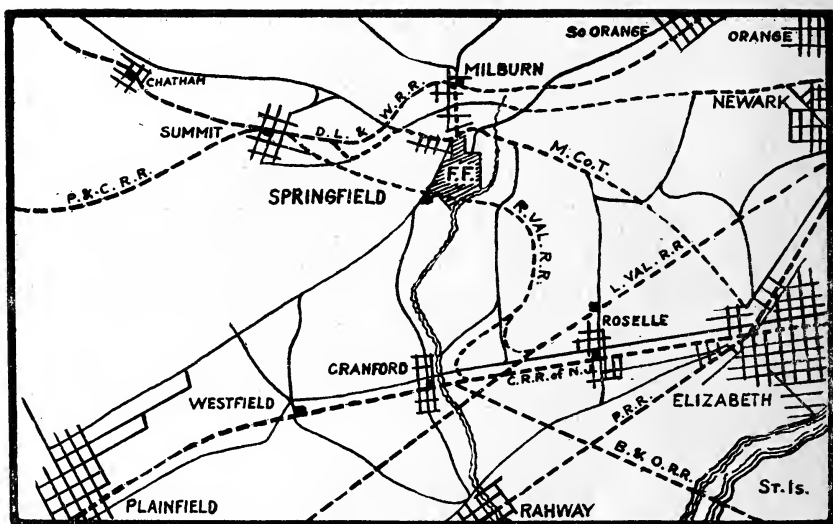 So ORANGE
ORANGE
CHATHAM
MILBURN
NEWARK
SUMMIT
D. L. & W. R. R.
M. Co. T.
F. F.
P. & C. R. R.
SPRINGFIELD
R. VAL. R. R.
L. VAL. R. R.
ROSELLE
CRANFORD
C. R. R. of N. J.
WESTFIELD
ELIZABETH
P. R. R.
B. & O. R. R.
ST. Is.
PLAINFIELD
RAHWAY